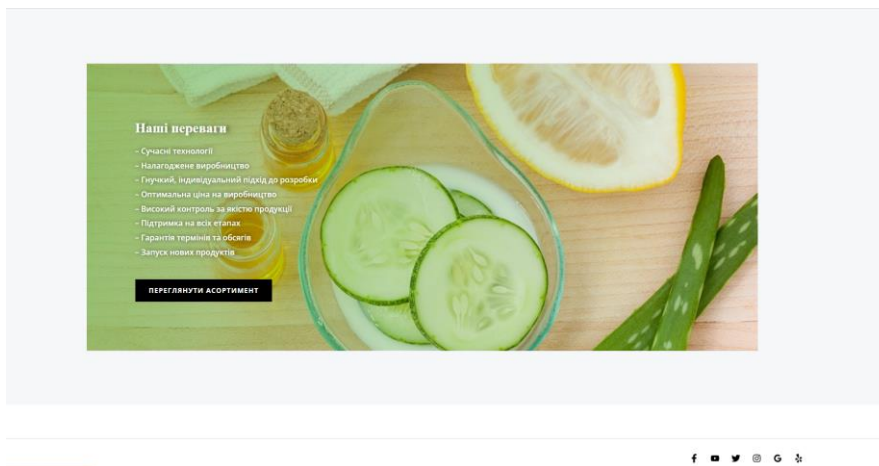 Наші переваги
– Сучасні технології
– Налагоджене виробництво
– Гнучкий, індивідуальний підхід до розробки
– Оптимальна ціна на виробництво
– Високий контроль за якістю продукції
– Підтримка на всіх етапах
– Гарантія термінів та обсягів
– Запуск нових продуктів
ПЕРЕГЛЯНУТИ АСОРТИМЕНТ